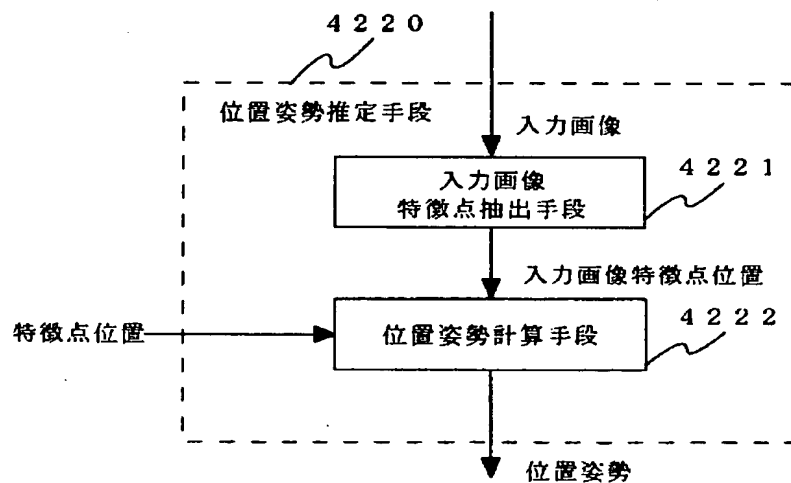 ４２２０
位置姿勢推定手段
入力画像
４２２１
入力画像
特徴点抽出手段
入力画像特徴点位置
４２２２
特徴点位置
位置姿勢計算手段
位置姿勢